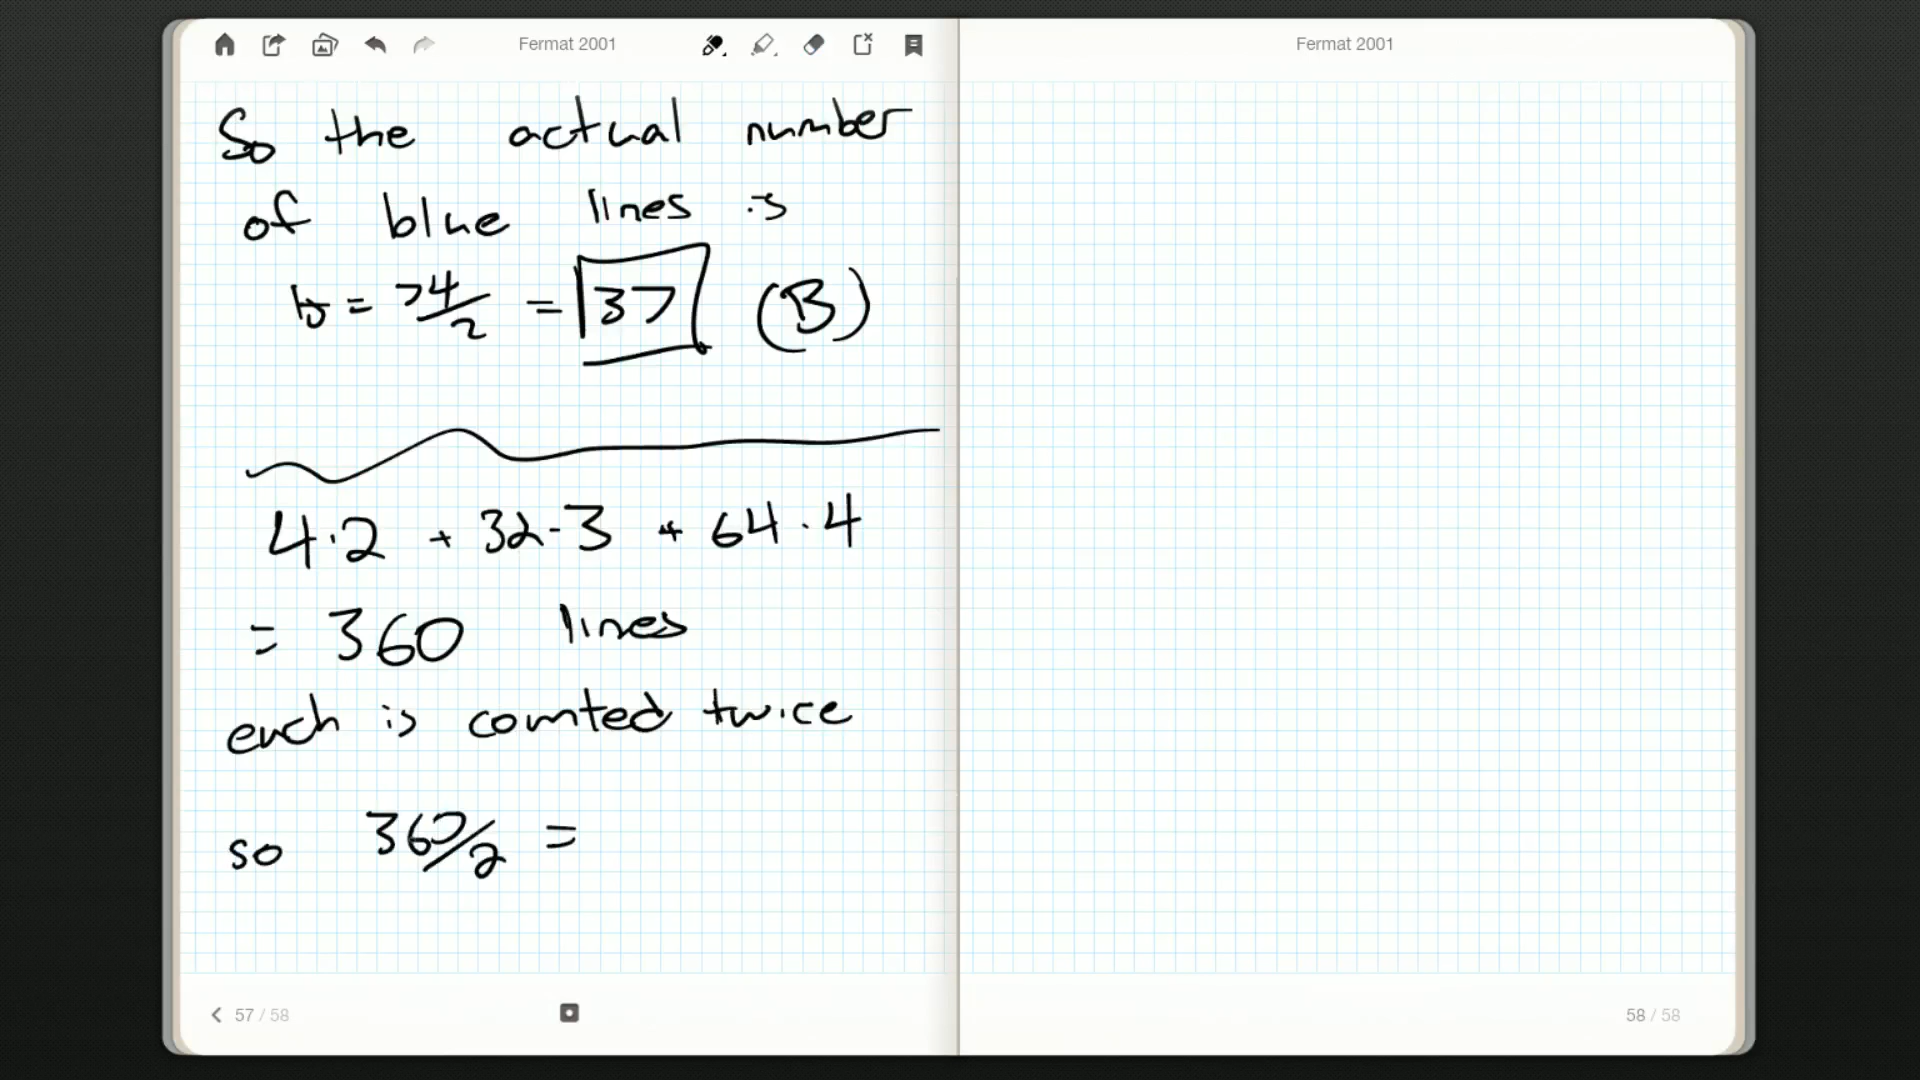 Fermat 2001
So the actual number
of blue lines is
b = 74/2 = 37 (B)
4·2 + 32·3 + 64·4
= 360 lines
each is counted twice
so 360/2 =
57 / 58
Fermat 2001
58 / 58